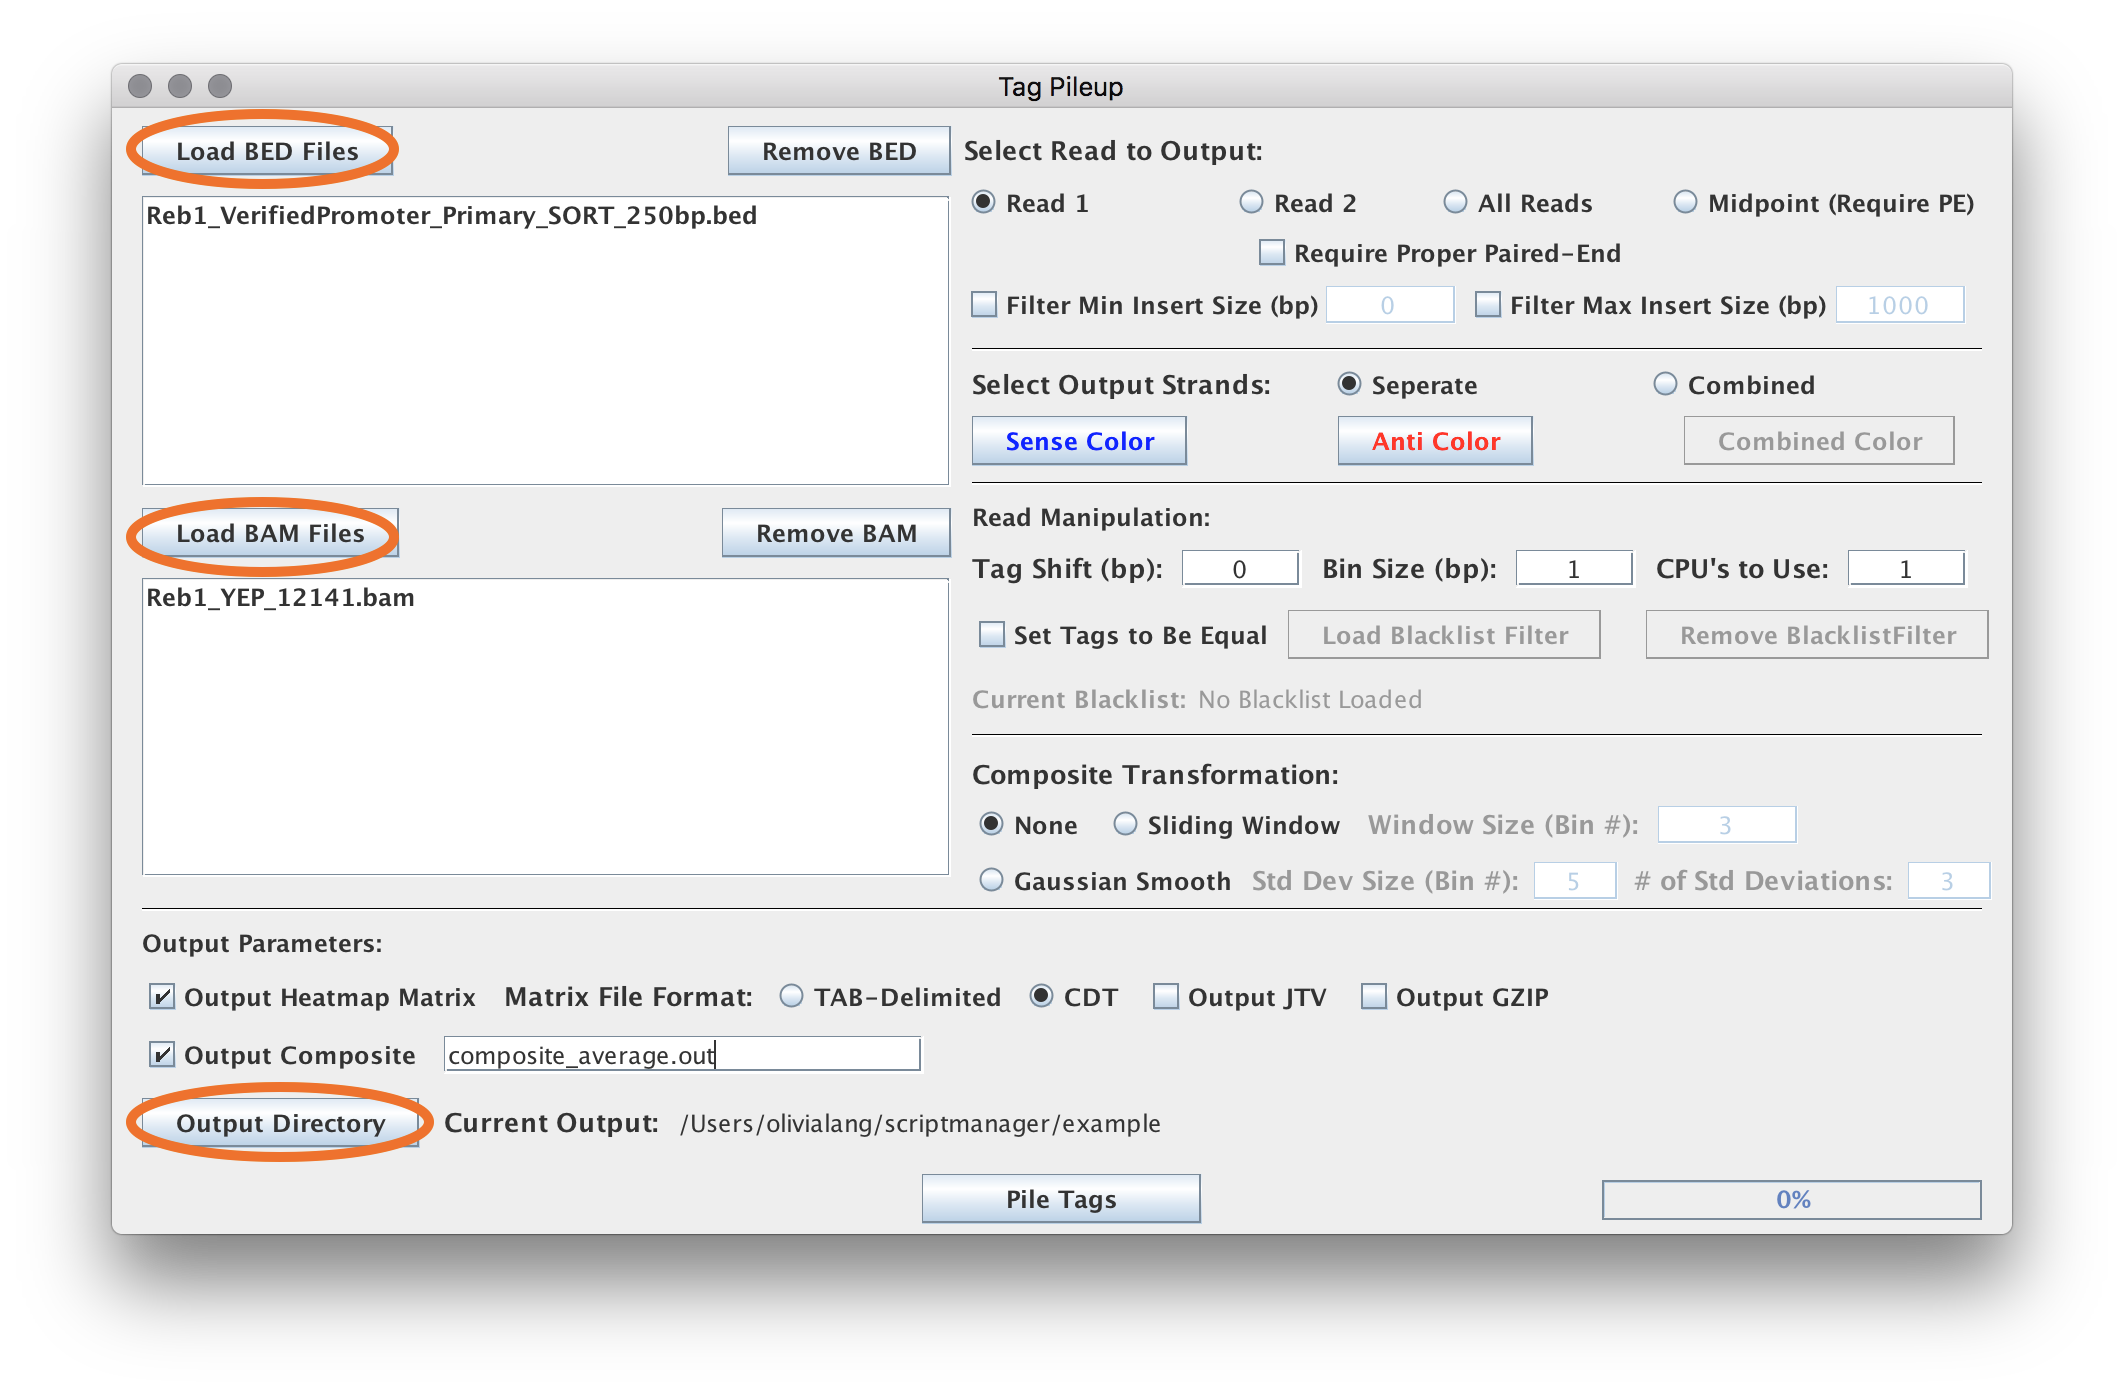 Tag Pileup
Load BED Files Remove BED
Reb1_VerifiedPromoter_Primary_SORT_250bp.bed
Load BAM Files Remove BAM
Reb1_YEP_12141.bam
Select Read to Output:
Read 1 Read 2 All Reads Midpoint (Require PE)
Require Proper Paired-End
Filter Min Insert Size (bp) 0 Filter Max Insert Size (bp) 1000
Select Output Strands: Seperate Combined
Sense Color Anti Color Combined Color
Read Manipulation:
Tag Shift (bp): 0 Bin Size (bp): 1 CPU's to Use: 1
Set Tags to Be Equal Load Blacklist Filter Remove BlacklistFilter
Current Blacklist: No Blacklist Loaded
Composite Transformation:
None Sliding Window Window Size (Bin #): 3
Gaussian Smooth Std Dev Size (Bin #): 5 # of Std Deviations: 3
Output Parameters:
Output Heatmap Matrix Matrix File Format: TAB-Delimited CDT Output JTV Output GZIP
Output Composite composite_average.out
Output Directory Current Output: /Users/olivialang/scriptmanager/example
Pile Tags 0%